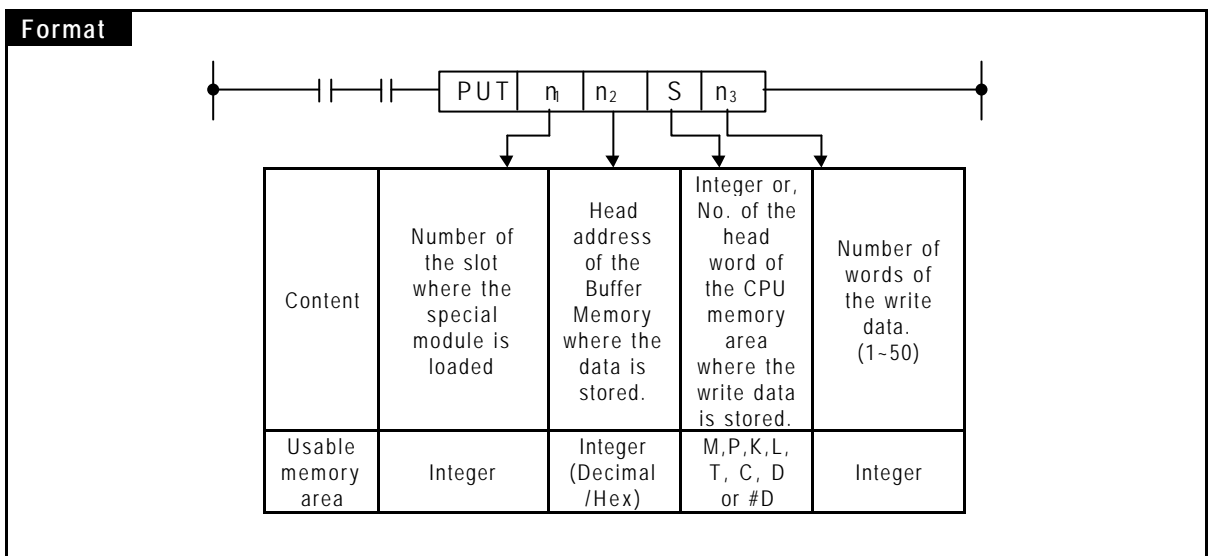 Format
PUT n1 n2 S n3
Content
Number of
the slot
where the
special
module is
loaded
Head
address
of the
Buffer
Memory
where the
data is
stored.
Integer or,
No. of the
head
word of
the CPU
memory
area
where the
write data
is stored.
Number of
words of
the write
data.
(1~50)
Usable
memory
area
Integer
Integer
(Decimal
/Hex)
M,P,K,L,
T, C, D
or #D
Integer